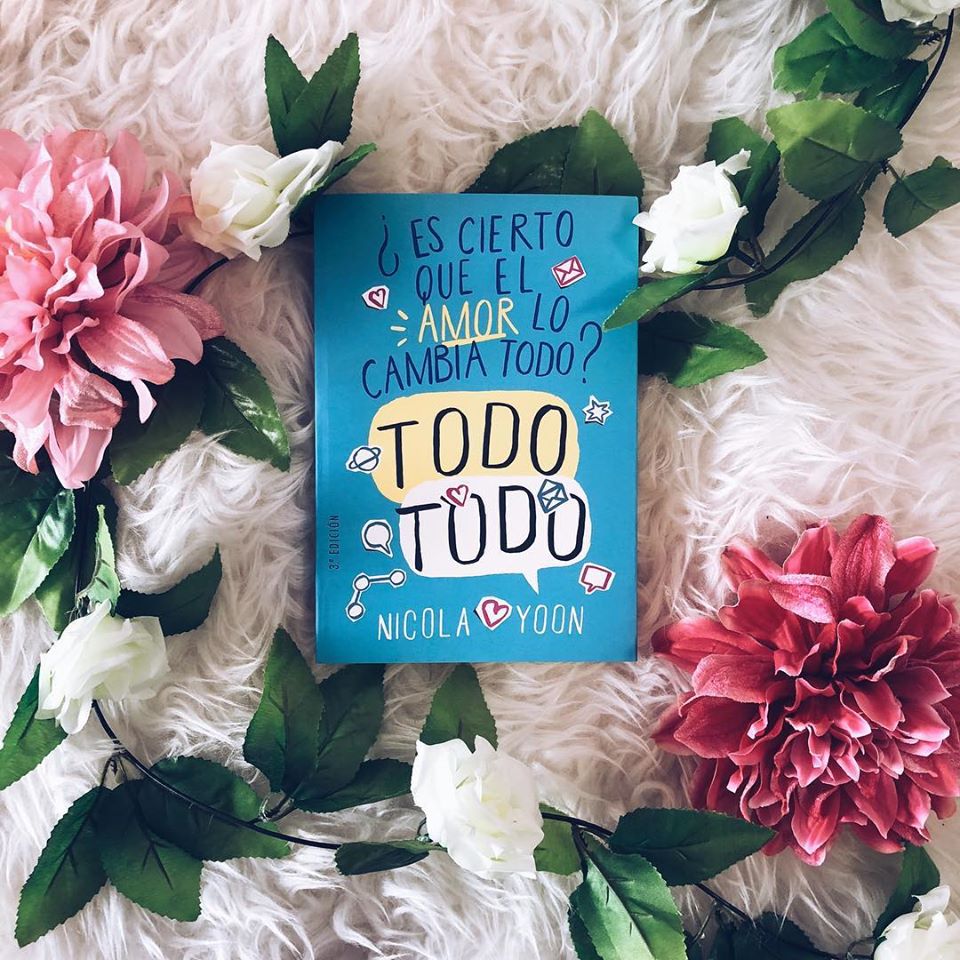 ¿ES CIERTO
QUE EL
AMOR LO
CAMBIA TODO?
TODO
TODO
3ª EDICIÓN
NICOLA YOON